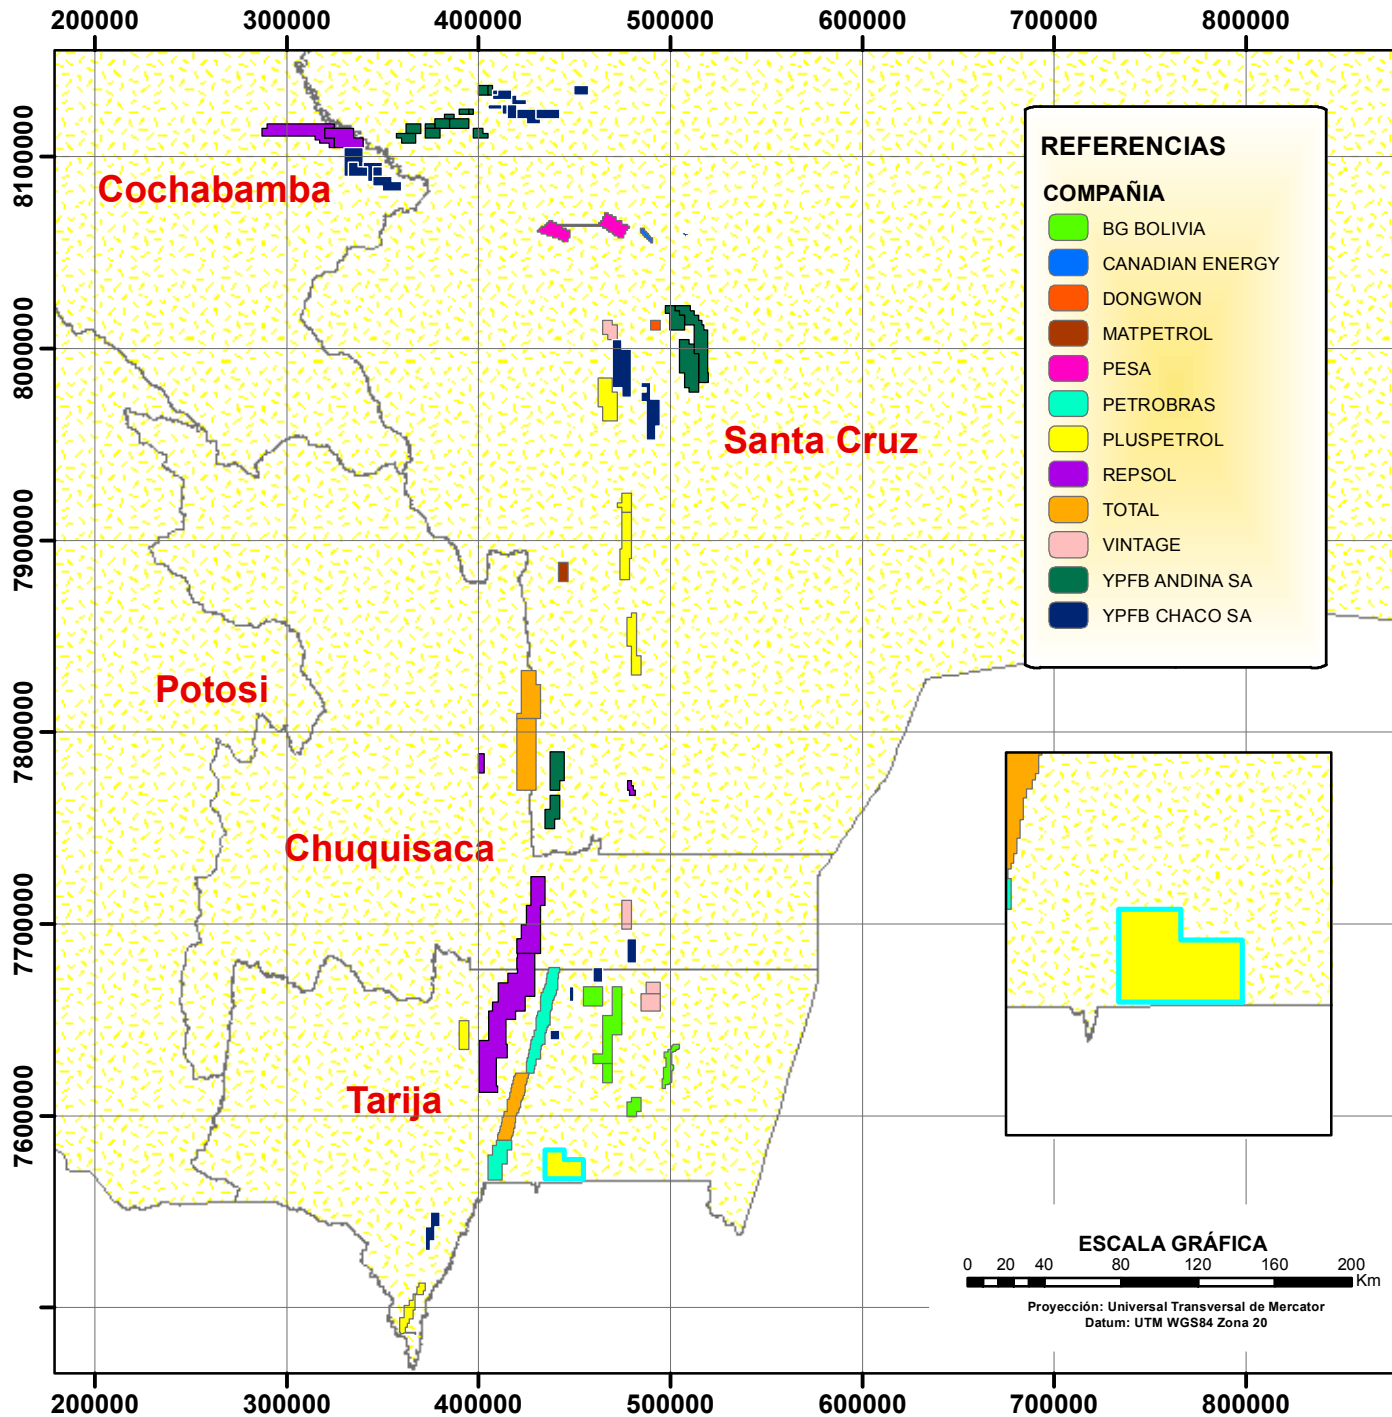 200000 300000 400000 500000 600000 700000 800000
8100000
8000000
7900000
7800000
7700000
7600000
Cochabamba
Santa Cruz
Potosi
Chuquisaca
Tarija
REFERENCIAS
COMPAÑIA
BG BOLIVIA
CANADIAN ENERGY
DONGWON
MATPETROL
PESA
PETROBRAS
PLUSPETROL
REPSOL
TOTAL
VINTAGE
YPFB ANDINA SA
YPFB CHACO SA
ESCALA GRÁFICA
0 20 40 80 120 160 200
Km
Proyección: Universal Transversal de Mercator
Datum: UTM WGS84 Zona 20
200000 300000 400000 500000 600000 700000 800000